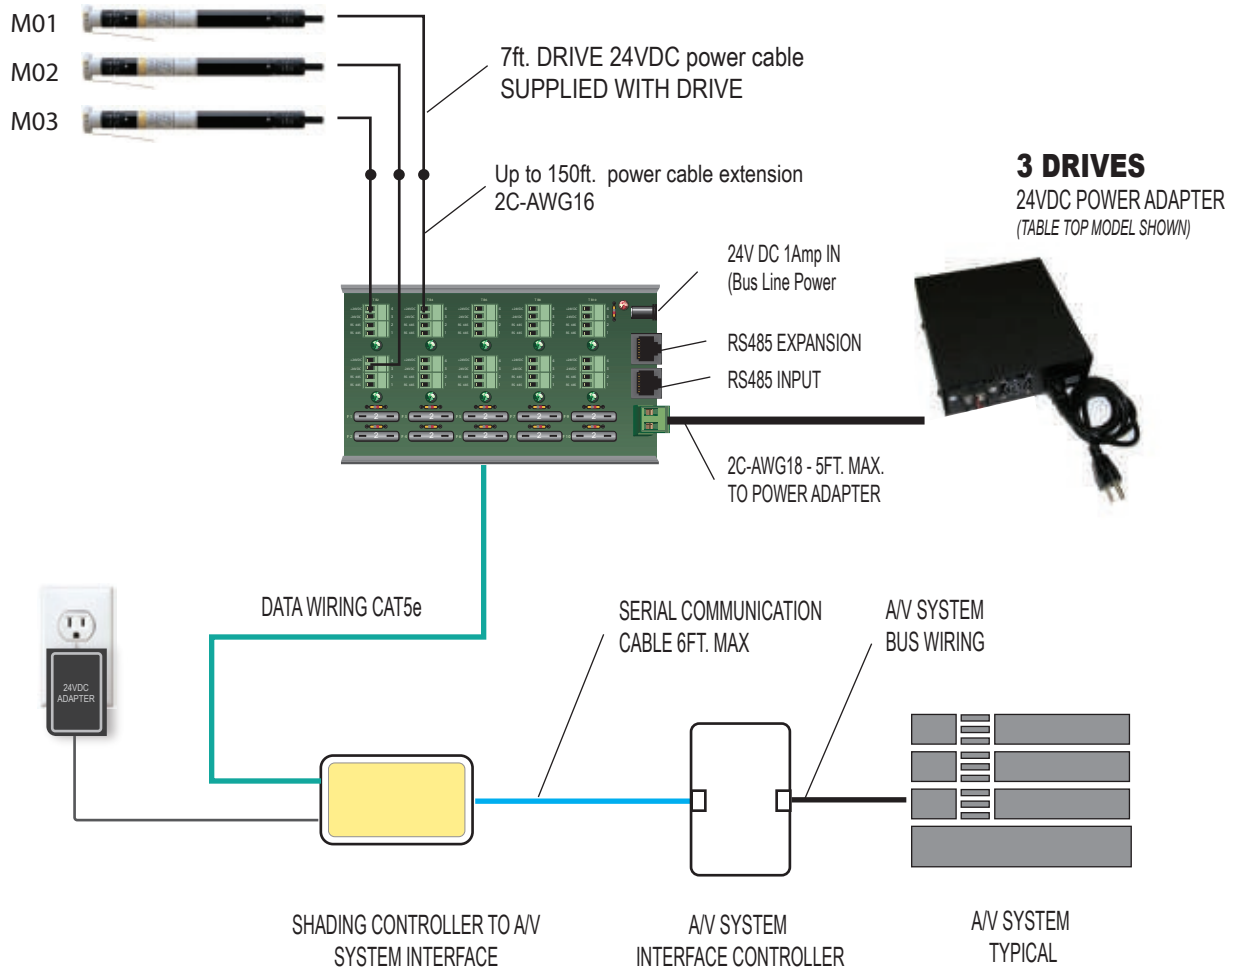 M01
M02
M03
7ft. DRIVE 24VDC power cable
SUPPLIED WITH DRIVE
Up to 150ft. power cable extension
2C-AWG16
3 DRIVES
24VDC POWER ADAPTER
(TABLE TOP MODEL SHOWN)
24V DC 1Amp IN
(Bus Line Power
RS485 EXPANSION
RS485 INPUT
2C-AWG18 - 5FT. MAX.
TO POWER ADAPTER
DATA WIRING CAT5e
SERIAL COMMUNICATION
CABLE 6FT. MAX
A/V SYSTEM
BUS WIRING
24VDC
ADAPTER
SHADING CONTROLLER TO A/V
SYSTEM INTERFACE
A/V SYSTEM
INTERFACE CONTROLLER
A/V SYSTEM
TYPICAL